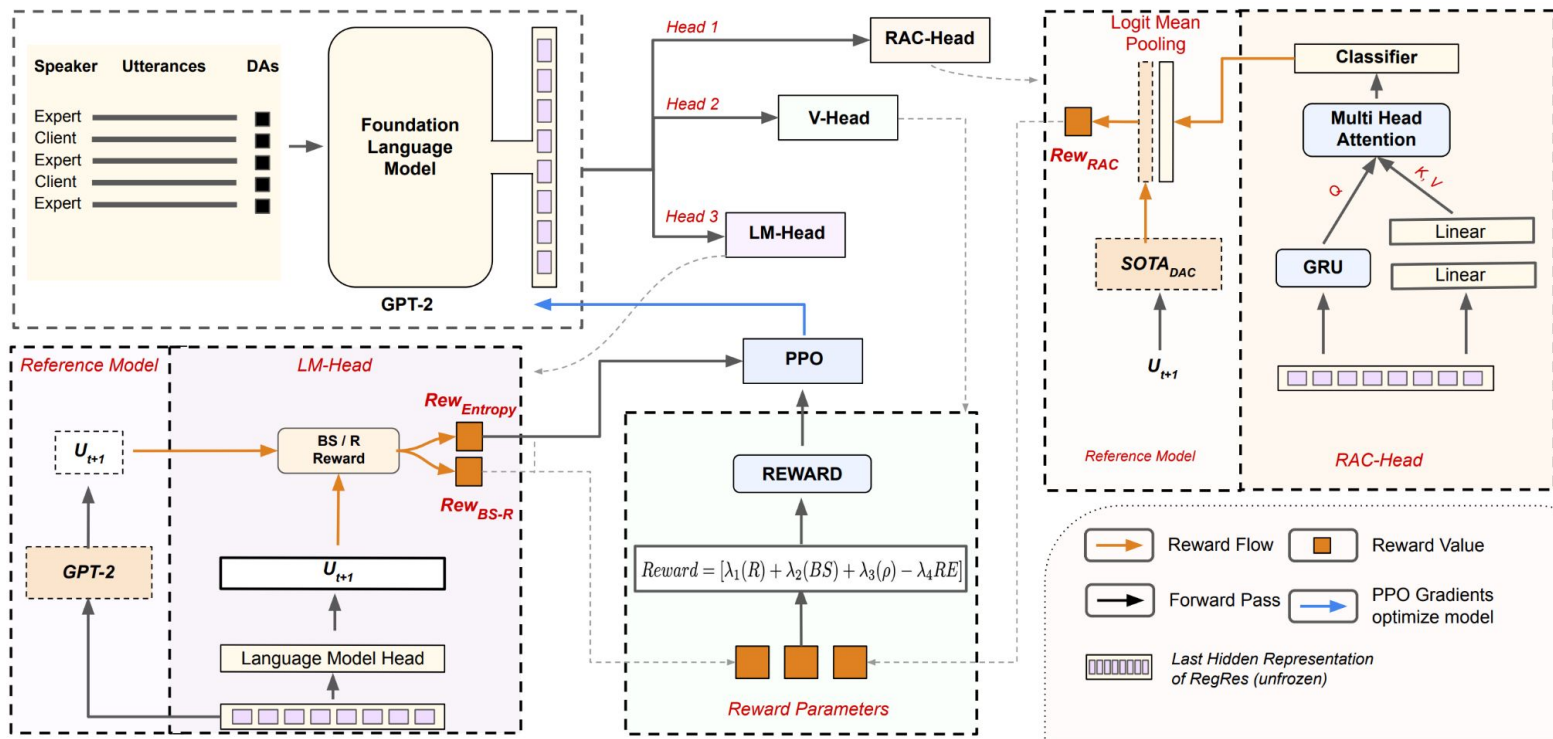 Speaker Utterances DAs
Expert
Client
Expert
Client
Expert
Foundation
Language
Model
GPT-2
Head 1
Head 2
Head 3
RAC-Head
V-Head
LM-Head
Logit Mean
Pooling
Rew_RAC
SOTA_DAC
U_t+1
Reference Model
Classifier
Multi Head
Attention
Q
K, V
GRU
Linear
Linear
RAC-Head
Reference Model
LM-Head
U_t+1
GPT-2
BS / R
Reward
Rew_Entropy
Rew_BS-R
U_t+1
Language Model Head
PPO
REWARD
Reward = [λ₁(R) + λ₂(BS) + λ₃(ρ) − λ₄RE]
Reward Parameters
Reward Flow
Reward Value
Forward Pass
PPO Gradients
optimize model
Last Hidden Representation
of RegRes (unfrozen)